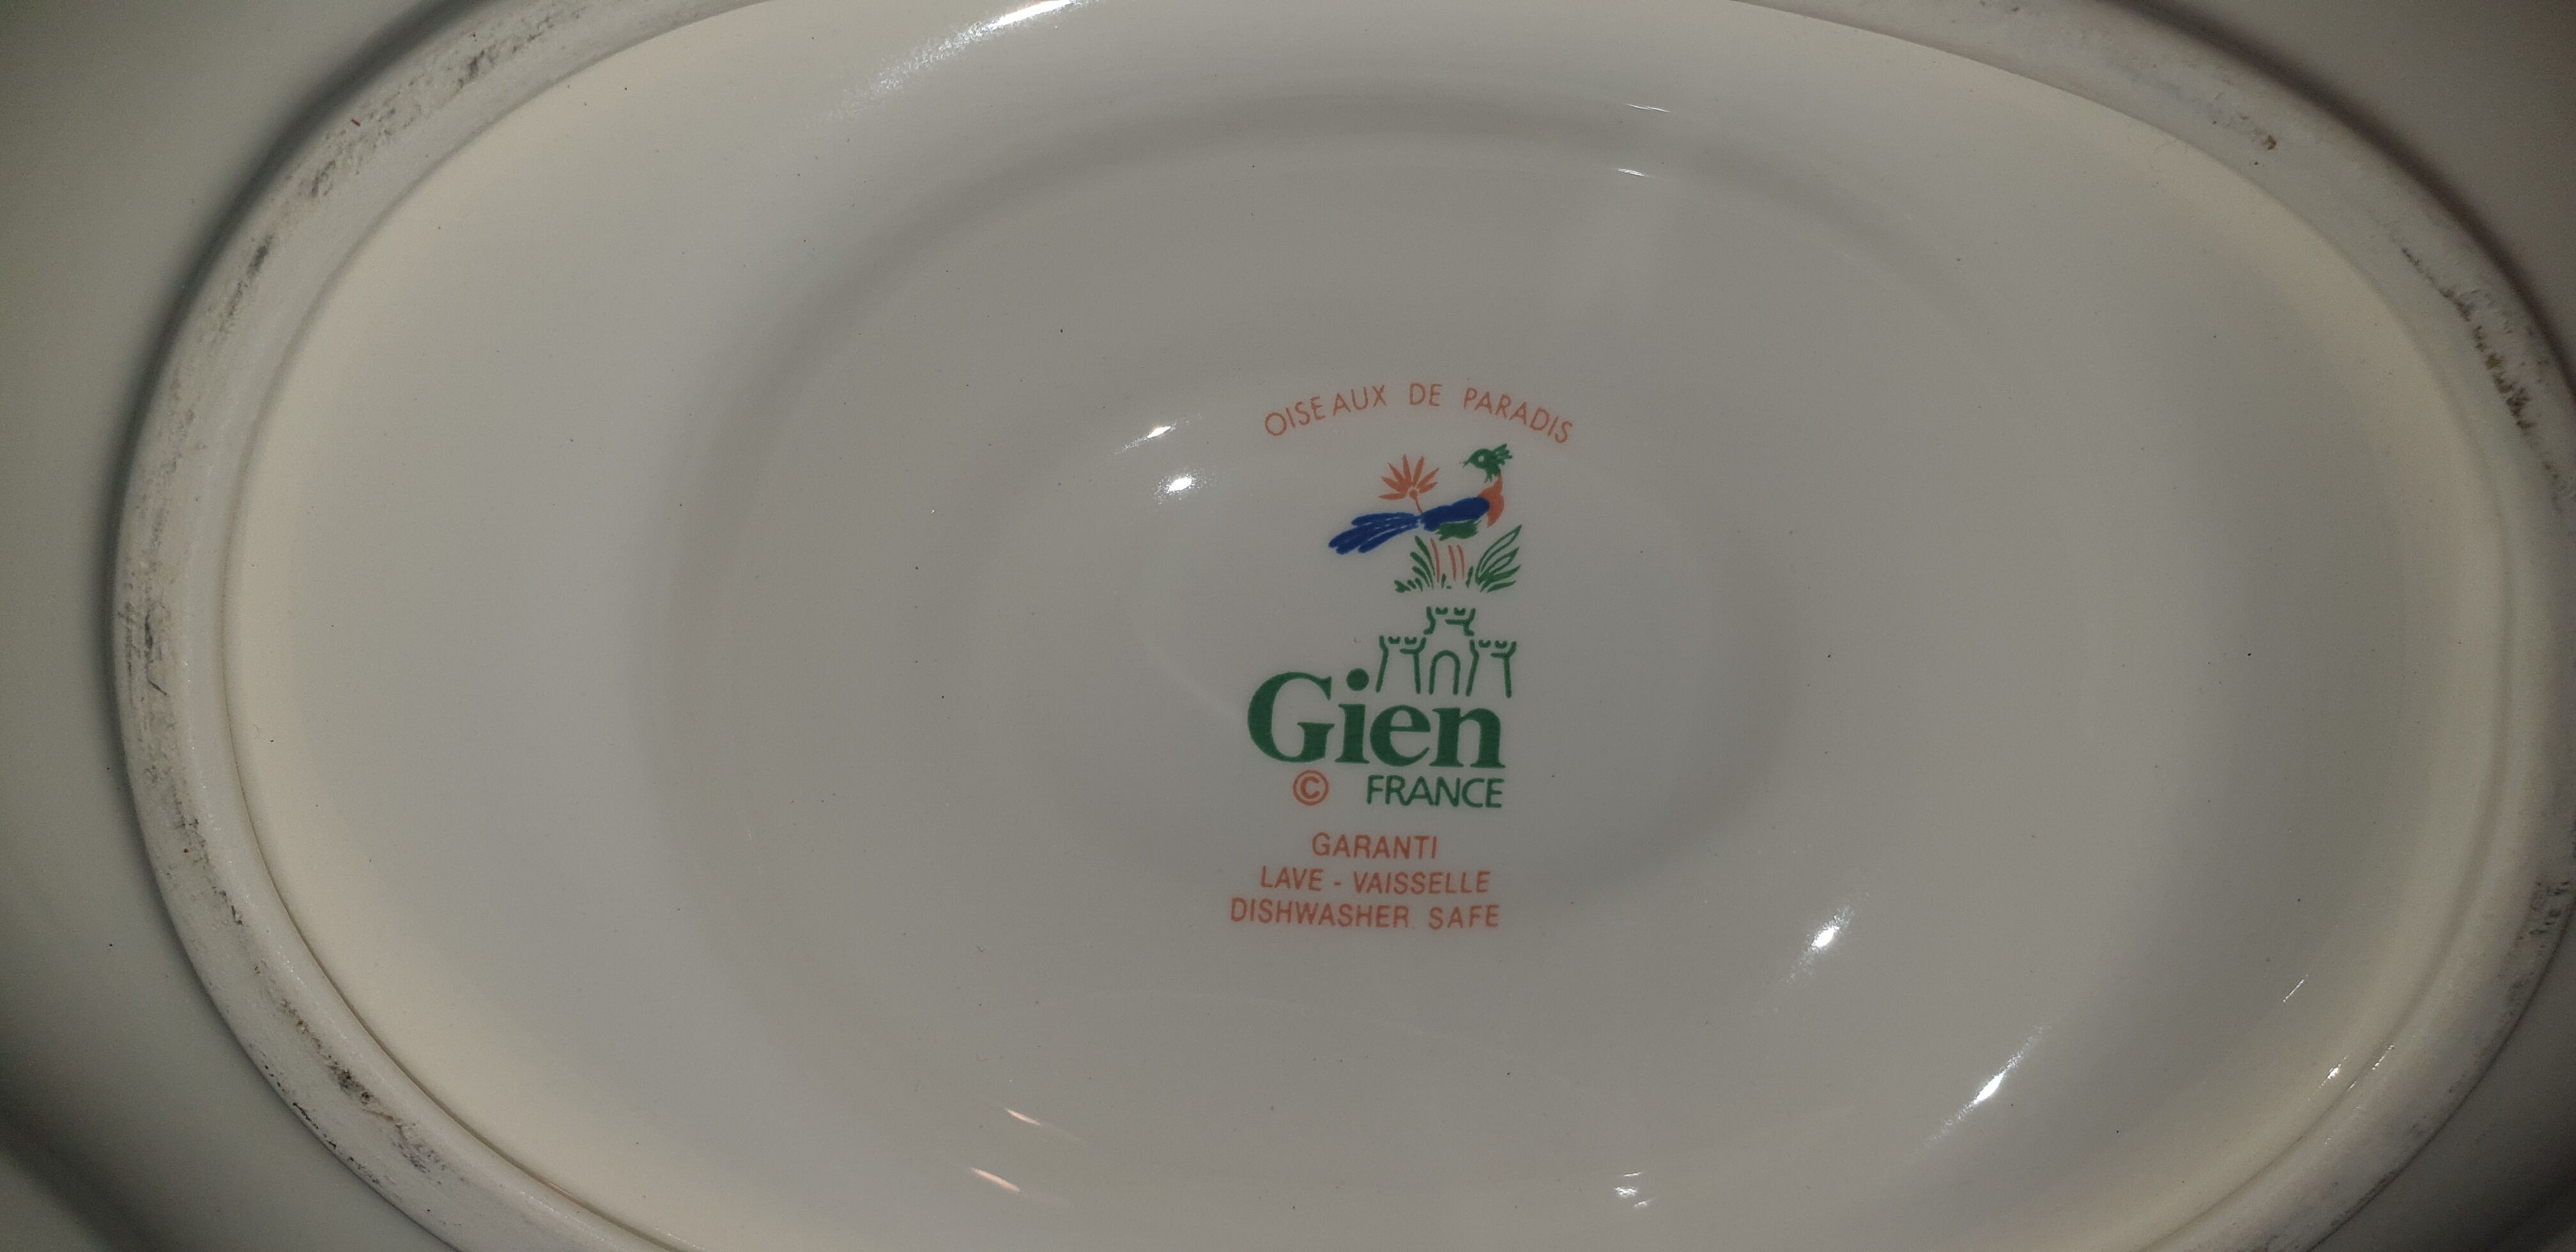 OISEAUX DE PARADIS
Gien
© FRANCE
GARANTI
LAVE - VAISSELLE
DISHWASHER SAFE